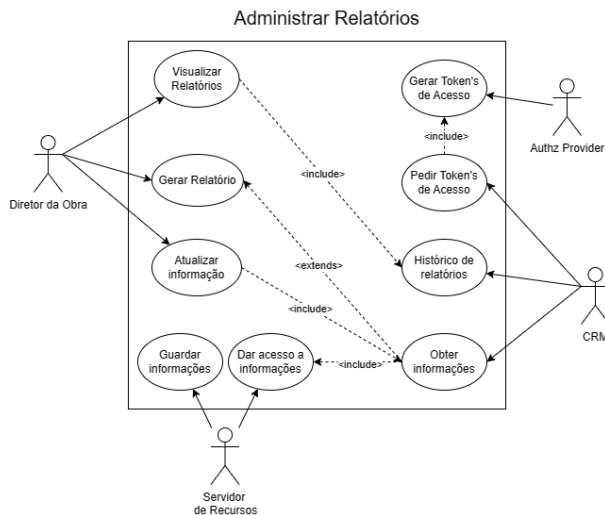 Administrar Relatórios
Visualizar
Relatórios
Gerar Token's
de Acesso
Authz Provider
<include>
Diretor da Obra
Gerar Relatório
<include>
Pedir Token's
de Acesso
Atualizar
informação
<extends>
Histórico de
relatórios
<include>
CRM
Guardar
informações
Dar acesso a
informações
<include>
Obter
informações
Servidor
de Recursos